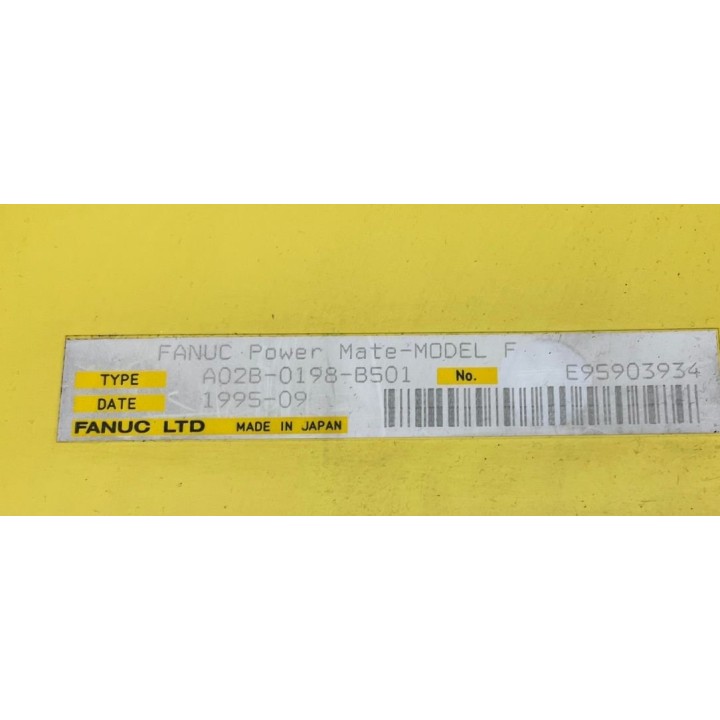 FANUC Power Mate-MODEL F
TYPE A02B-0198-B501 No. E95903934
DATE 1995-09
FANUC LTD MADE IN JAPAN